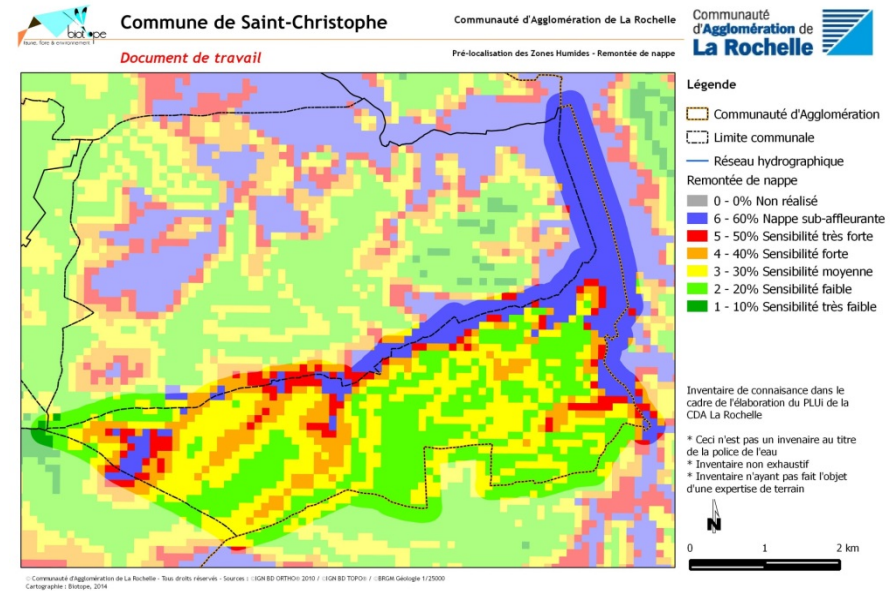 biotope
faune, flore & environnement
Commune de Saint-Christophe
Document de travail
Communauté d'Agglomération de La Rochelle
Pré-localisation des Zones Humides - Remontée de nappe
Communauté
d'Agglomération de
La Rochelle
Légende
Communauté d'Agglomération
Limite communale
Réseau hydrographique
Remontée de nappe
0 - 0% Non réalisé
6 - 60% Nappe sub-affleurante
5 - 50% Sensibilité très forte
4 - 40% Sensibilité forte
3 - 30% Sensibilité moyenne
2 - 20% Sensibilité faible
1 - 10% Sensibilité très faible
Inventaire de connaisance dans le
cadre de l'élaboration du PLUi de la
CDA La Rochelle
* Ceci n'est pas un invenaire au titre
de la police de l'eau
* Inventaire non exhaustif
* Inventaire n'ayant pas fait l'objet
d'une expertise de terrain
N
0 1 2 km
© Communauté d'Agglomération de La Rochelle - Tous droits réservés - Sources : ©IGN BD ORTHO® 2010 / ©IGN BD TOPO® / ©BRGM Géologie 1/25000
Cartographie : Biotope, 2014